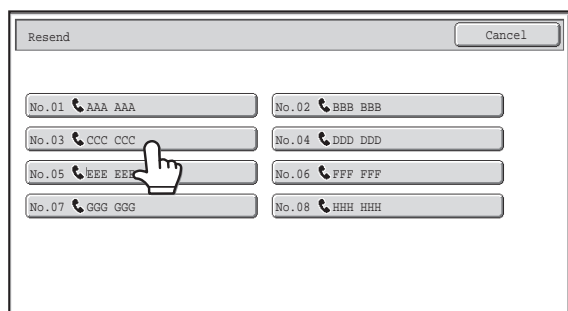 Resend Cancel
No.01 AAA AAA No.02 BBB BBB
No.03 CCC CCC No.04 DDD DDD
No.05 EEE No.06 FFF FFF
No.07 GGG GGG No.08 HHH HHH